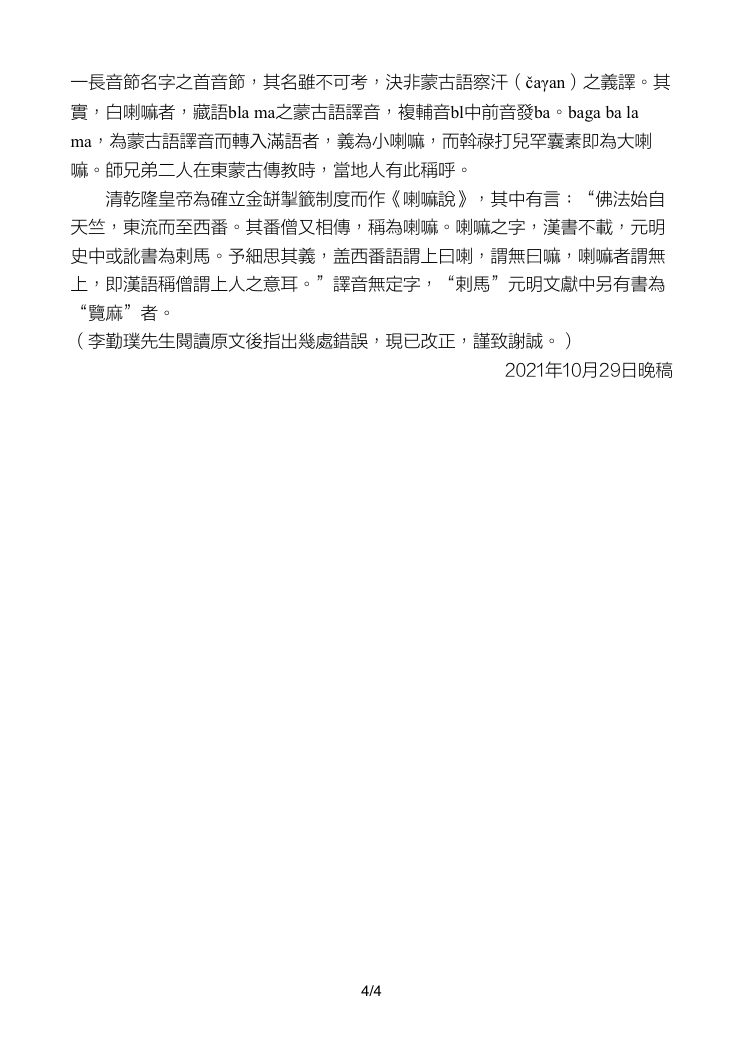 一長音節名字之首音節，其名雖不可考，決非蒙古語察汗（čaγan）之義譯。其
實，白喇嘛者，藏語bla ma之蒙古語譯音，複輔音bl中前音發ba。baga ba la
ma，為蒙古語譯音而轉入滿語者，義為小喇嘛，而斡祿打兒罕囊素即為大喇
嘛。師兄弟二人在東蒙古傳教時，當地人有此稱呼。
清乾隆皇帝為確立金缾掣籤制度而作《喇嘛說》，其中有言：“佛法始自
天竺，東流而至西番。其番僧又相傳，稱為喇嘛。喇嘛之字，漢書不載，元明
史中或訛書為剌馬。予細思其義，盖西番語謂上曰喇，謂無曰嘛，喇嘛者謂無
上，即漢語稱僧謂上人之意耳。”譯音無定字，“剌馬”元明文獻中另有書為
“覽麻”者。
（李勤璞先生閱讀原文後指出幾處錯誤，現已改正，謹致謝誠。）
2021年10月29日晚稿
4/4